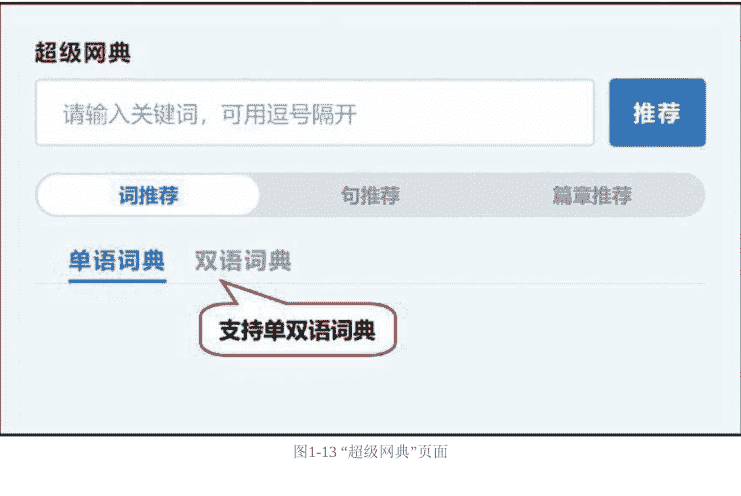 超级网典
请输入关键词，可用逗号隔开
推荐
词推荐 句推荐 篇章推荐
单语词典 双语词典
支持单双语词典
图1-13 “超级网典”页面